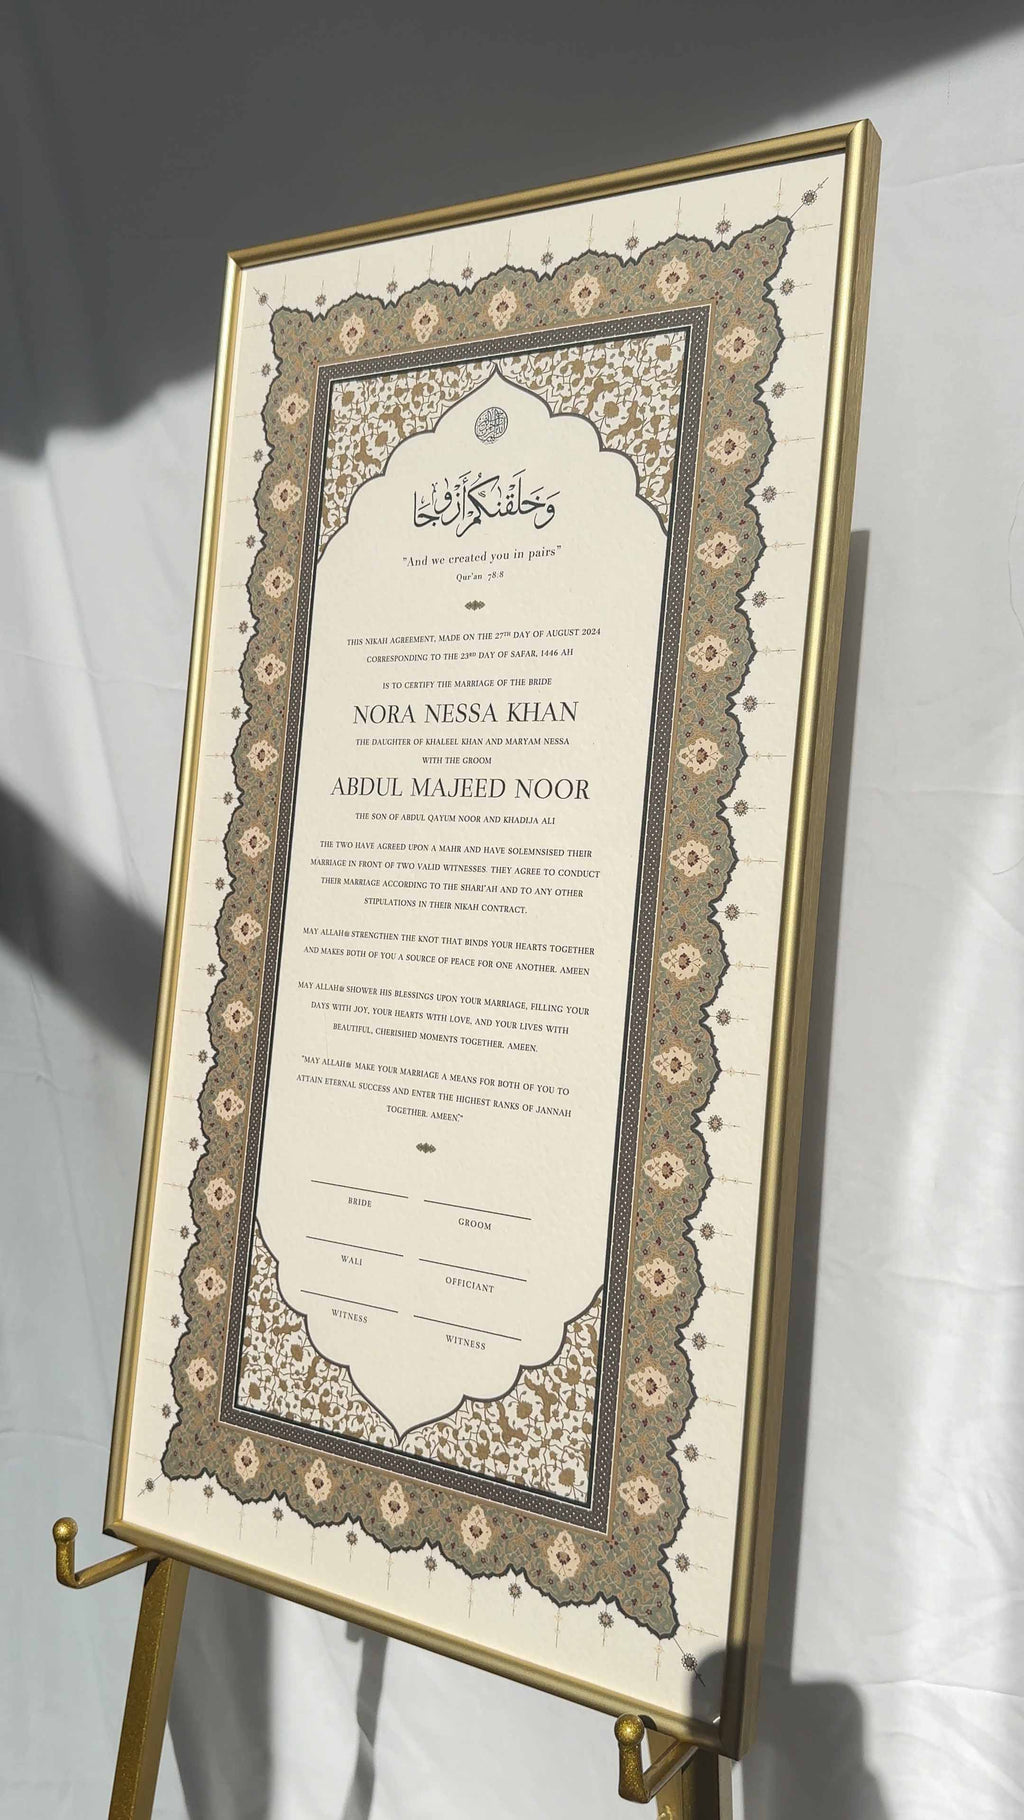 وَخَلَقْنَٰكُمْ أَزْوَٰجًا
"And we created you in pairs"
Qur'an 78:8
THIS NIKAH AGREEMENT, MADE ON THE 27TH DAY OF AUGUST 2024
CORRESPONDING TO THE 23RD DAY OF SAFAR, 1446 AH
IS TO CERTIFY THE MARRIAGE OF THE BRIDE
NORA NESSA KHAN
THE DAUGHTER OF KHALEEL KHAN AND MARYAM NESSA
WITH THE GROOM
ABDUL MAJEED NOOR
THE SON OF ABDUL QAYUM NOOR AND KHADIJA ALI
THE TWO HAVE AGREED UPON A MAHR AND HAVE SOLEMNSISED THEIR
MARRIAGE IN FRONT OF TWO VALID WITNESSES. THEY AGREE TO CONDUCT
THEIR MARRIAGE ACCORDING TO THE SHARI'AH AND TO ANY OTHER
STIPULATIONS IN THEIR NIKAH CONTRACT.
MAY ALLAH ﷻ STRENGTHEN THE KNOT THAT BINDS YOUR HEARTS TOGETHER
AND MAKES BOTH OF YOU A SOURCE OF PEACE FOR ONE ANOTHER. AMEEN
MAY ALLAH ﷻ SHOWER HIS BLESSINGS UPON YOUR MARRIAGE, FILLING YOUR
DAYS WITH JOY, YOUR HEARTS WITH LOVE, AND YOUR LIVES WITH
BEAUTIFUL, CHERISHED MOMENTS TOGETHER. AMEEN.
"MAY ALLAH ﷻ MAKE YOUR MARRIAGE A MEANS FOR BOTH OF YOU TO
ATTAIN ETERNAL SUCCESS AND ENTER THE HIGHEST RANKS OF JANNAH
TOGETHER. AMEEN."
BRIDE GROOM
WALI OFFICIANT
WITNESS WITNESS